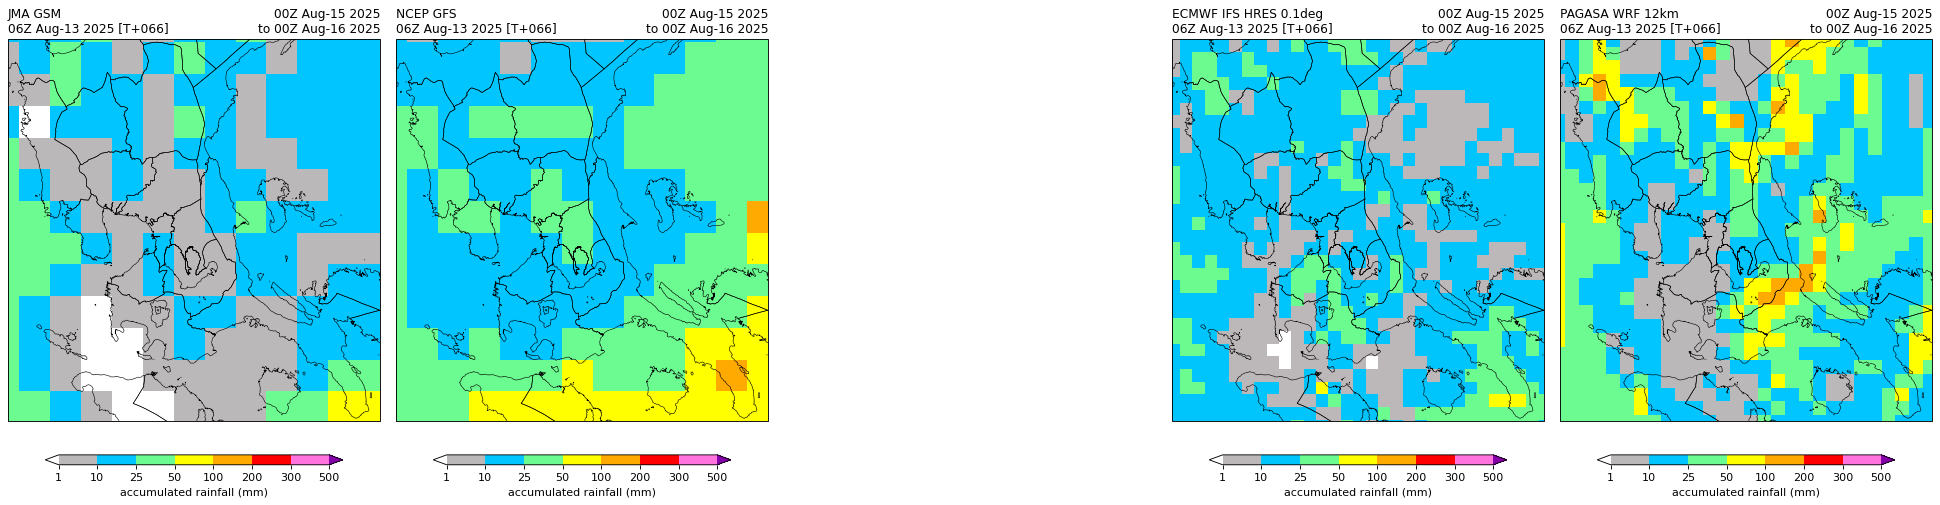 JMA GSM 00Z Aug-15 2025
06Z Aug-13 2025 [T+066] to 00Z Aug-16 2025
1 10 25 50 100 200 300 500
accumulated rainfall (mm)
NCEP GFS 00Z Aug-15 2025
06Z Aug-13 2025 [T+066] to 00Z Aug-16 2025
1 10 25 50 100 200 300 500
accumulated rainfall (mm)
ECMWF IFS HRES 0.1deg 00Z Aug-15 2025
06Z Aug-13 2025 [T+066] to 00Z Aug-16 2025
1 10 25 50 100 200 300 500
accumulated rainfall (mm)
PAGASA WRF 12km 00Z Aug-15 2025
06Z Aug-13 2025 [T+066] to 00Z Aug-16 2025
1 10 25 50 100 200 300 500
accumulated rainfall (mm)